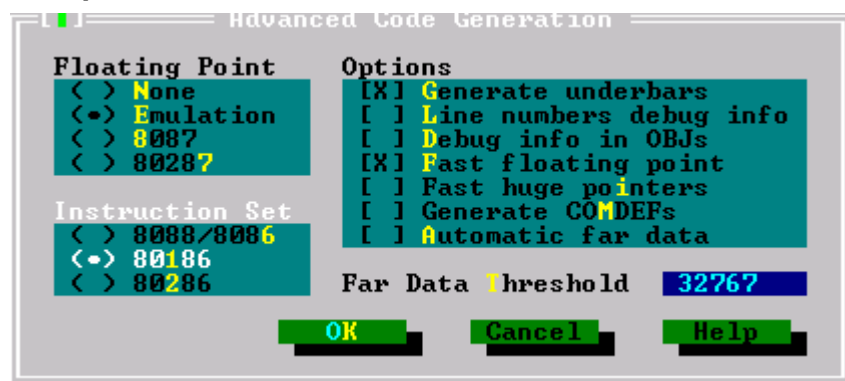 [ ] Advanced Code Generation
Floating Point
( ) None
(•) Emulation
( ) 8087
( ) 80287
Instruction Set
( ) 8088/8086
(•) 80186
( ) 80286
Options
[X] Generate underbars
[ ] Line numbers debug info
[ ] Debug info in OBJs
[X] Fast floating point
[ ] Fast huge pointers
[ ] Generate COMDEFs
[ ] Automatic far data
Far Data Threshold 32767
OK Cancel Help